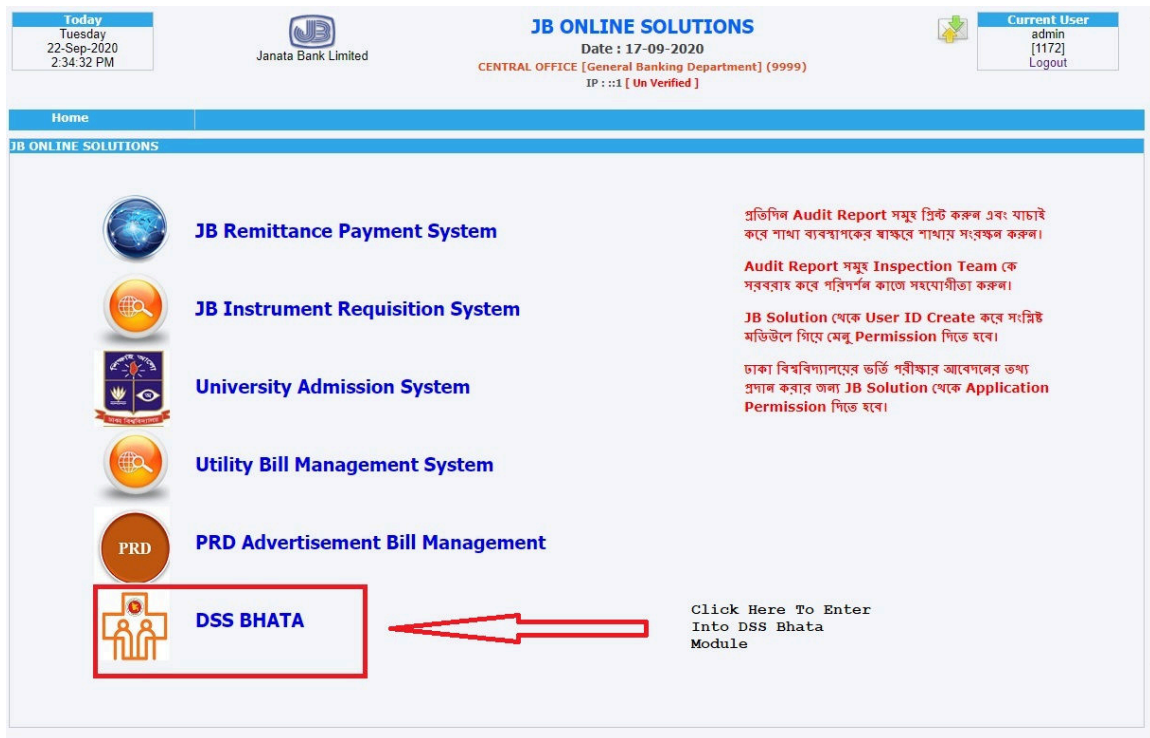 Today
Tuesday
22-Sep-2020
2:34:32 PM
JB
Janata Bank Limited
JB ONLINE SOLUTIONS
Date : 17-09-2020
CENTRAL OFFICE [General Banking Department] (9999)
IP : ::1 [ Un Verified ]
Current User
admin
[1172]
Logout
Home
JB ONLINE SOLUTIONS
JB Remittance Payment System
JB Instrument Requisition System
শিক্ষাই আলো
ঢাকা বিশ্ববিদ্যালয়
University Admission System
Utility Bill Management System
PRD
PRD Advertisement Bill Management
DSS BHATA
প্রতিদিন Audit Report সমুহ প্রিন্ট করুন এবং যাচাই
করে শাখা ব্যবস্থাপকের স্বাক্ষরে শাখায় সংরক্ষন করুন।
Audit Report সমুহ Inspection Team কে
সরবরাহ করে পরিদর্শন কাজে সহযোগীতা করুন।
JB Solution থেকে User ID Create করে সংশ্লিষ্ট
মডিউলে গিয়ে মেনু Permission দিতে হবে।
ঢাকা বিশ্ববিদ্যালয়ের ভর্তি পরীক্ষার আবেদনের তথ্য
প্রদান করার জন্য JB Solution থেকে Application
Permission দিতে হবে।
Click Here To Enter
Into DSS Bhata
Module